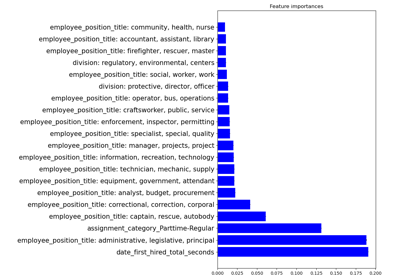 Feature importances
employee_position_title: community, health, nurse
employee_position_title: accountant, assistant, library
employee_position_title: firefighter, rescuer, master
division: regulatory, environmental, centers
employee_position_title: social, worker, work
division: protective, director, officer
employee_position_title: operator, bus, operations
employee_position_title: craftsworker, public, service
employee_position_title: enforcement, inspector, permitting
employee_position_title: specialist, special, quality
employee_position_title: manager, projects, project
employee_position_title: information, recreation, technology
employee_position_title: technician, mechanic, supply
employee_position_title: equipment, government, attendant
employee_position_title: analyst, budget, procurement
employee_position_title: correctional, correction, corporal
employee_position_title: captain, rescue, autobody
assignment_category_Parttime-Regular
employee_position_title: administrative, legislative, principal
date_first_hired_total_seconds
0.000 0.025 0.050 0.075 0.100 0.125 0.150 0.175 0.200